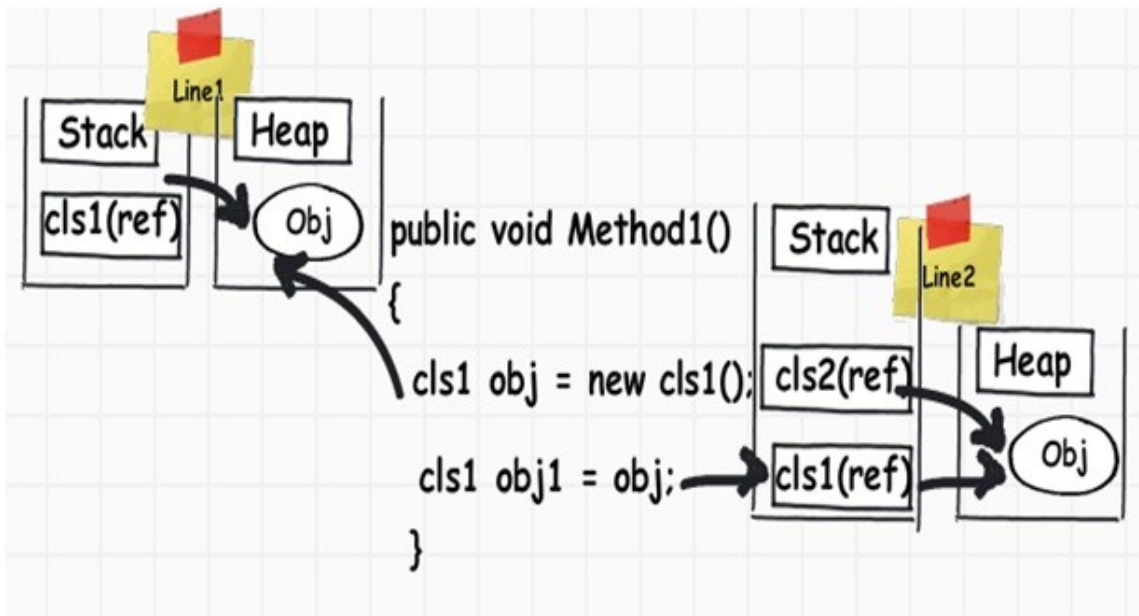 Line1
Stack
Heap
cls1(ref)
Obj
public void Method1()
{
cls1 obj = new cls1();
cls1 obj1 = obj;
}
Stack
Line2
Heap
cls2(ref)
Obj
cls1(ref)